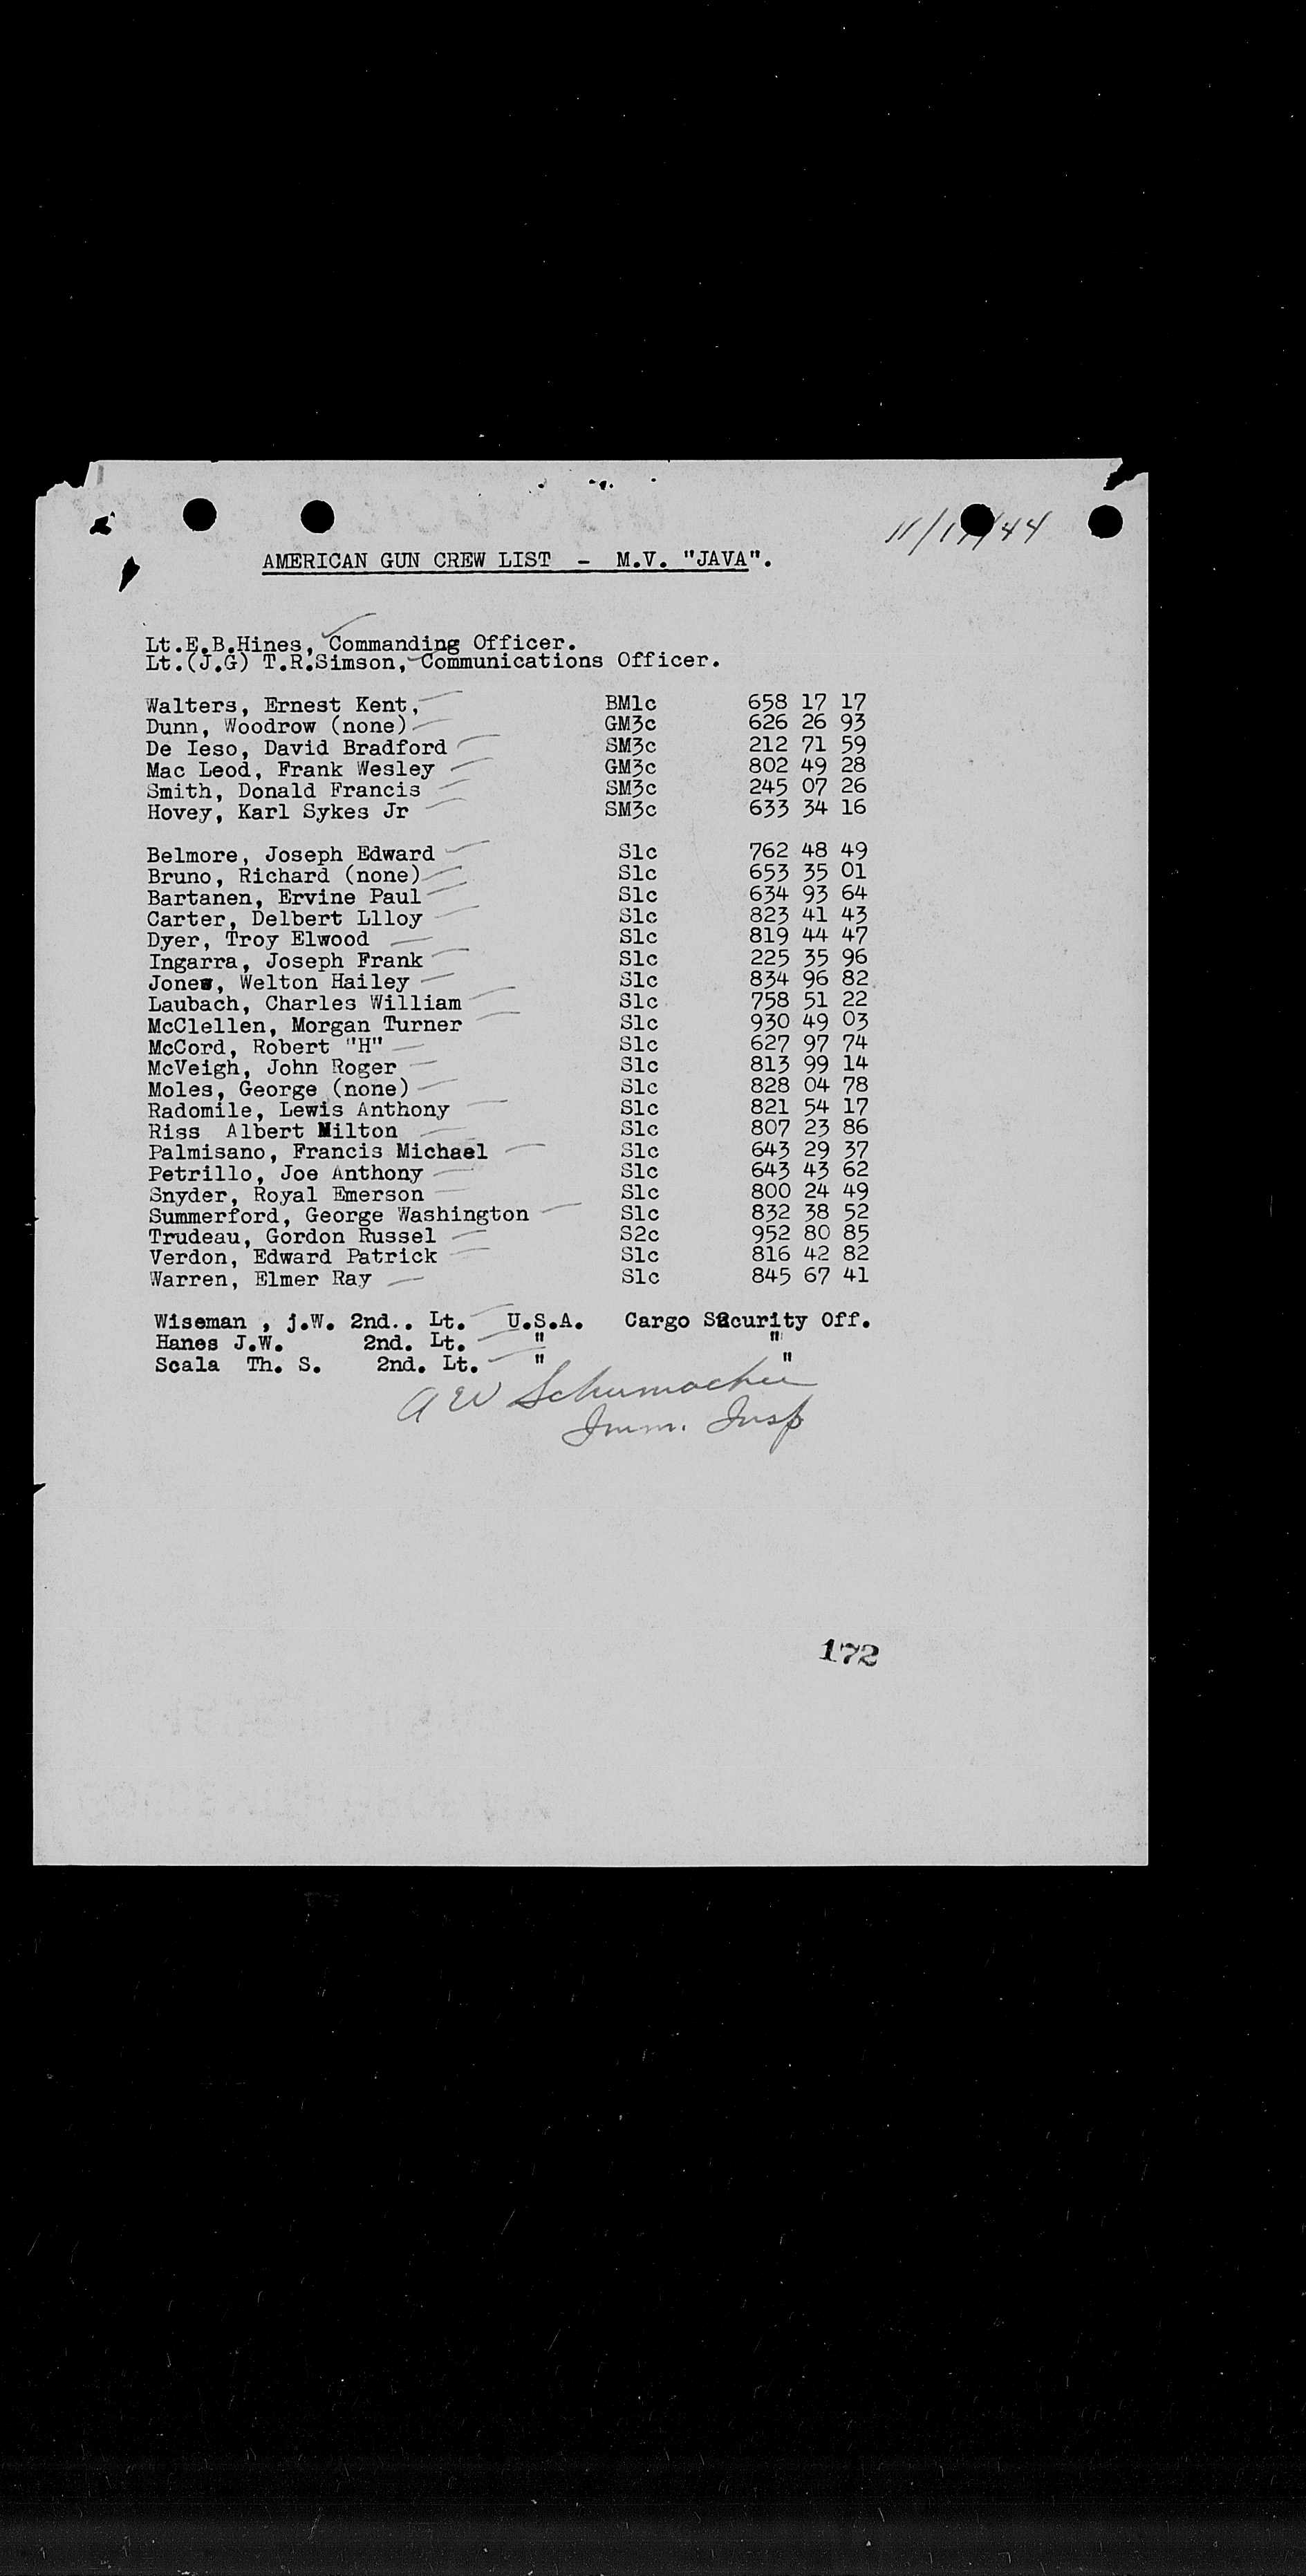 AMERICAN GUN CREW LIST - M.V. "JAVA".
Lt.E.B.Hines, Commanding Officer.
Lt.(J.G) T.R.Simson, Communications Officer.
Walters, Ernest Kent, BM1c 658 17 17
Dunn, Woodrow (none) GM3c 626 26 93
De Ieso, David Bradford SM3c 212 71 59
Mac Leod, Frank Wesley GM3c 802 49 28
Smith, Donald Francis SM3c 245 07 26
Hovey, Karl Sykes Jr SM3c 633 34 16
Belmore, Joseph Edward S1c 762 48 49
Bruno, Richard (none) S1c 653 35 01
Bartanen, Ervine Paul S1c 634 93 64
Carter, Delbert Llloy S1c 823 41 43
Dyer, Troy Elwood S1c 819 44 47
Ingarra, Joseph Frank S1c 225 35 96
Jones, Welton Hailey S1c 834 96 82
Laubach, Charles William S1c 758 51 22
McClellen, Morgan Turner S1c 930 49 03
McCord, Robert "H" S1c 627 97 74
McVeigh, John Roger S1c 813 99 14
Moles, George (none) S1c 828 04 78
Radomile, Lewis Anthony S1c 821 54 17
Riss Albert Milton S1c 807 23 86
Palmisano, Francis Michael S1c 643 29 37
Petrillo, Joe Anthony S1c 643 43 62
Snyder, Royal Emerson S1c 800 24 49
Summerford, George Washington S1c 832 38 52
Trudeau, Gordon Russel S2c 952 80 85
Verdon, Edward Patrick S1c 816 42 82
Warren, Elmer Ray S1c 845 67 41
Wiseman , j.W. 2nd.. Lt. U.S.A. Cargo Security Off.
Hanes J.W. 2nd. Lt. " "
Scala Th. S. 2nd. Lt. " "
A W Schumacher
Imm. Insp
172